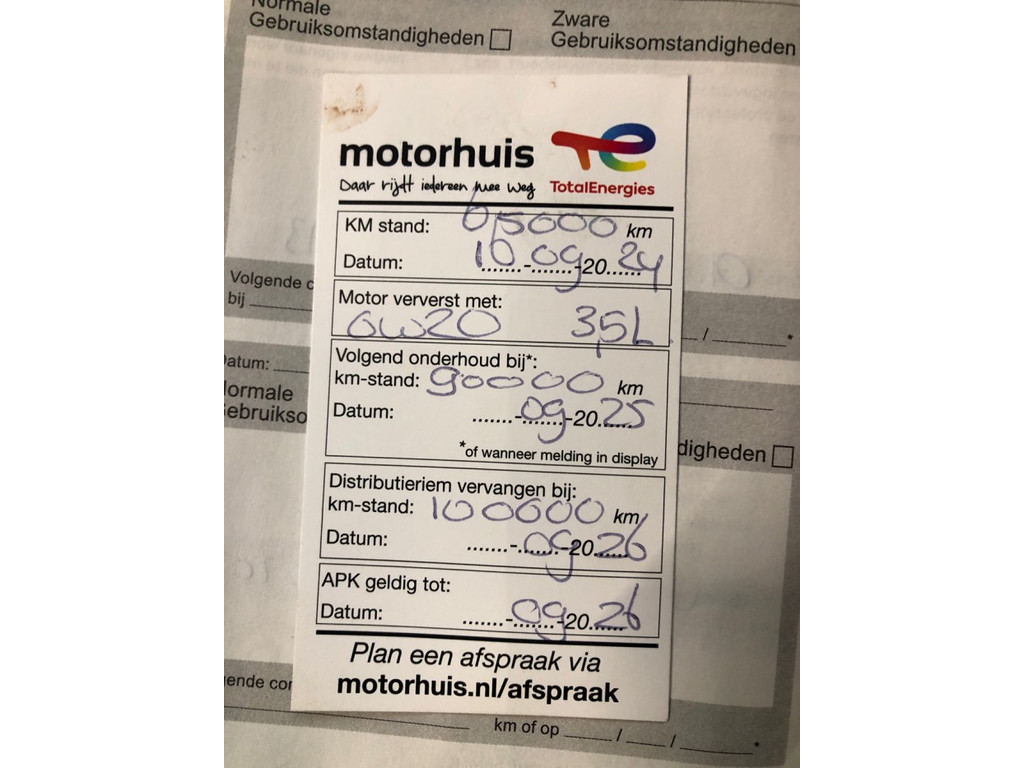 Normale
Gebruiksomstandigheden
Zware
Gebruiksomstandigheden
motorhuis
Daar rijdt iedereen mee weg
TotalEnergies
KM stand: 65000 km
Datum: 10-09-2024
Motor ververst met:
0W20 3,5L
Volgend onderhoud bij*:
km-stand: 90000 km
Datum: .......-09-2025
*of wanneer melding in display
Distributieriem vervangen bij:
km-stand: 100000 km
Datum: .......-09-2026
APK geldig tot:
Datum: .......-09-2026
Plan een afspraak via
motorhuis.nl/afspraak
Volgende
bij
/ *
Datum:
Normale
digheden
km of op / / *